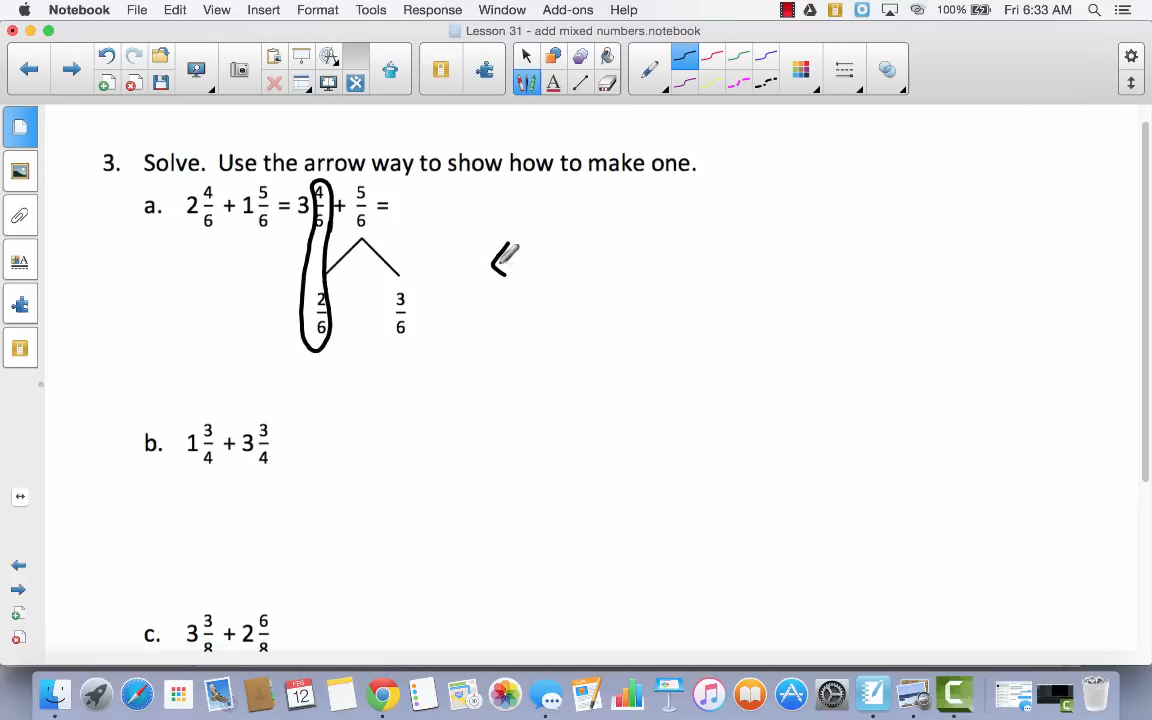 Notebook File Edit View Insert Format Tools Response Window Add-ons Help 100% Fri 6:33 AM
Lesson 31 - add mixed numbers.notebook
3. Solve. Use the arrow way to show how to make one.
a. 2 4/6 + 1 5/6 = 3 4/6 + 5/6 =
2/6 3/6
b. 1 3/4 + 3 3/4
c. 3 3/8 + 2 6/8
FEB
12